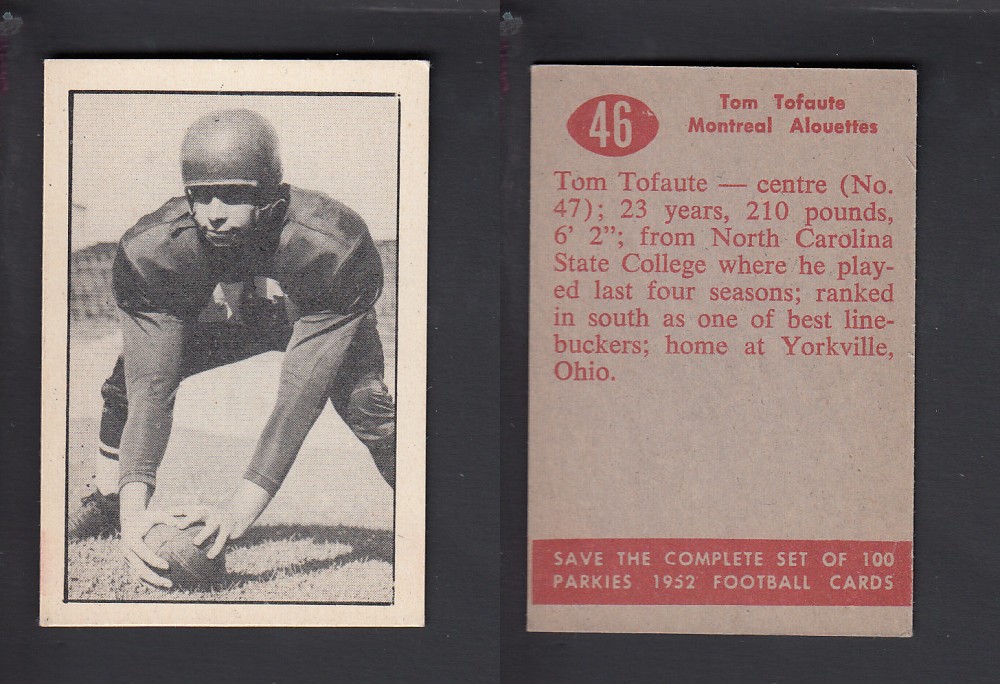 46
Tom Tofaute
Montreal Alouettes
Tom Tofaute — centre (No.
47); 23 years, 210 pounds,
6' 2"; from North Carolina
State College where he play-
ed last four seasons; ranked
in south as one of best line-
buckers; home at Yorkville,
Ohio.
SAVE THE COMPLETE SET OF 100
PARKIES 1952 FOOTBALL CARDS